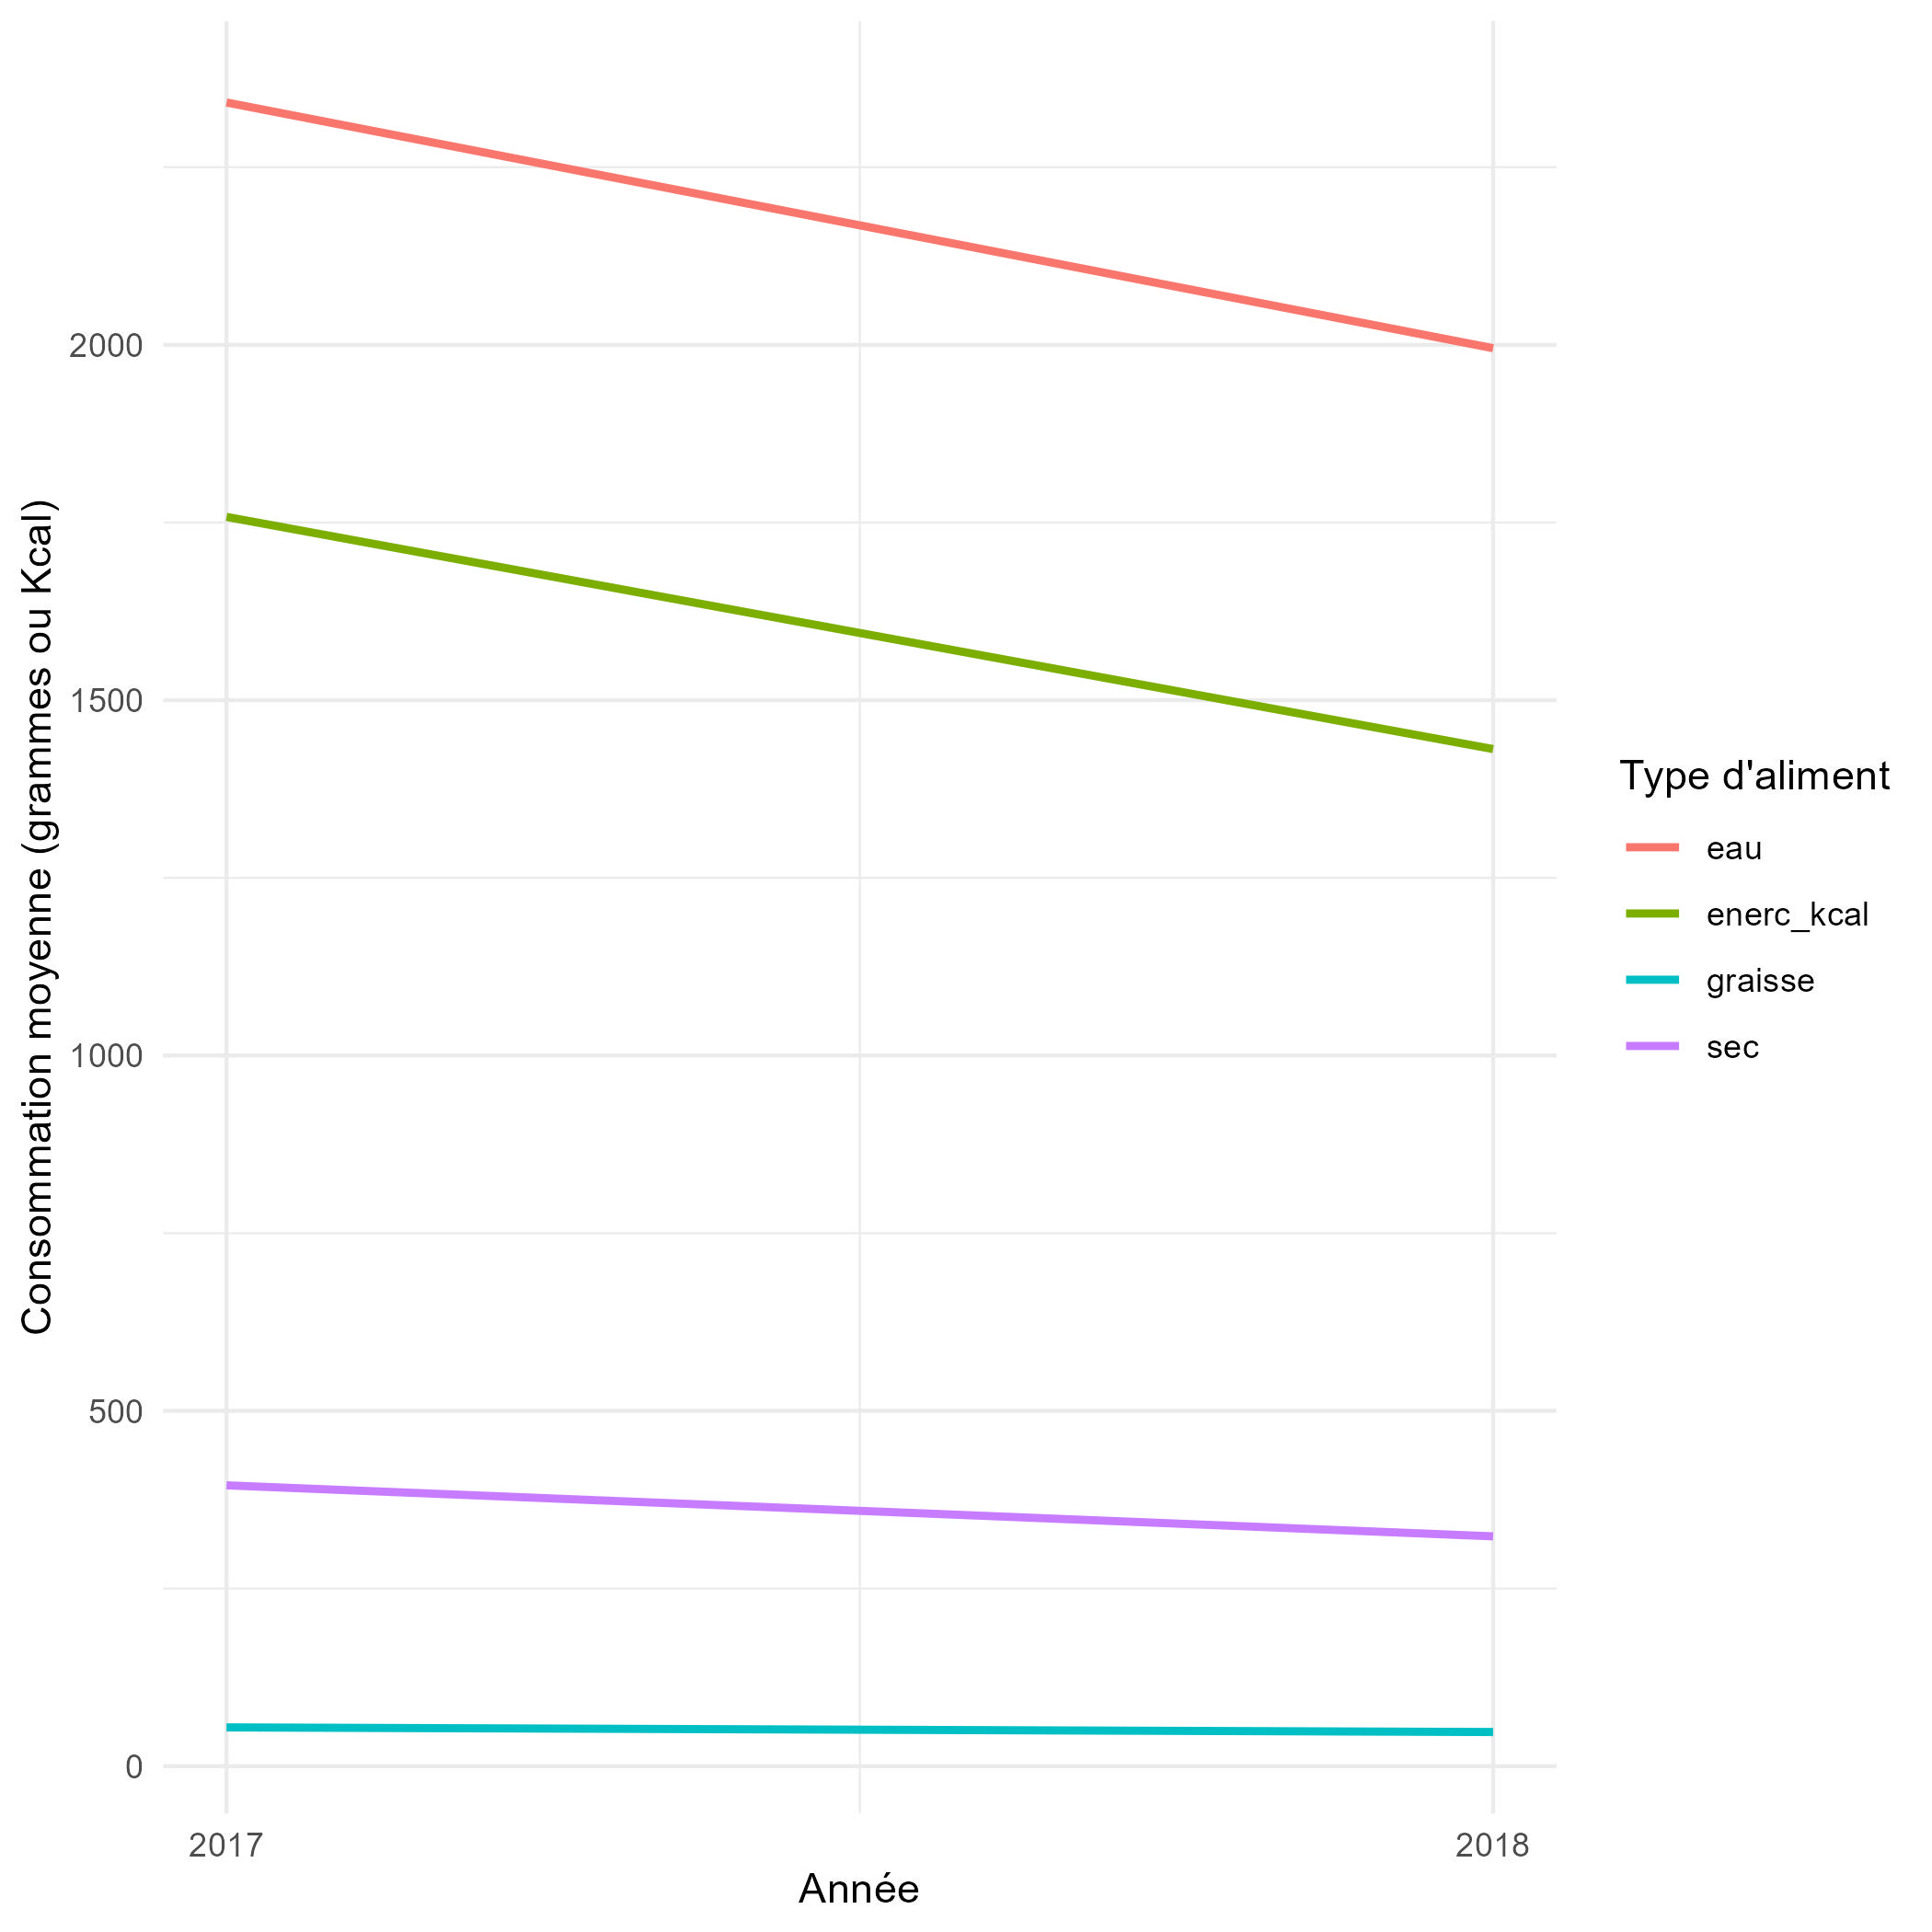 Consommation moyenne (grammes ou Kcal)
2000
1500
1000
500
0
2017
2018
Année
Type d'aliment
eau
enerc_kcal
graisse
sec